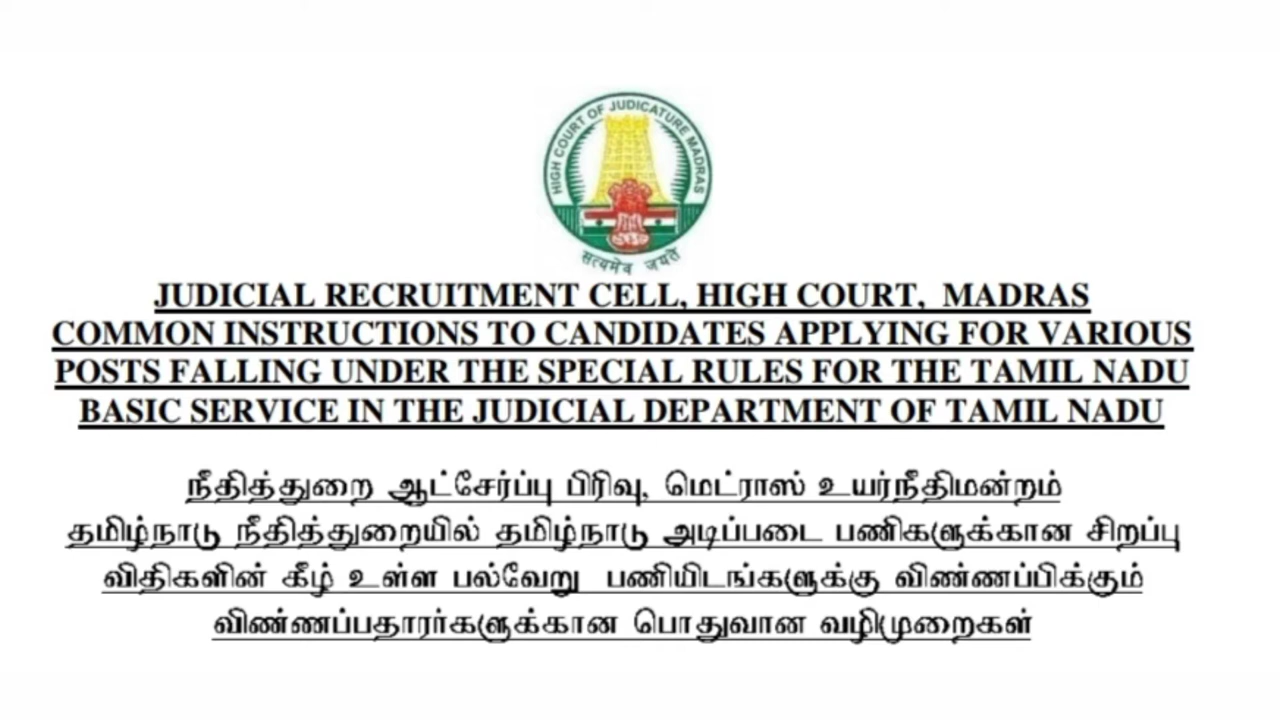 HIGH COURT OF JUDICATURE MADRAS
सत्यमेव जयते
JUDICIAL RECRUITMENT CELL, HIGH COURT, MADRAS
COMMON INSTRUCTIONS TO CANDIDATES APPLYING FOR VARIOUS
POSTS FALLING UNDER THE SPECIAL RULES FOR THE TAMIL NADU
BASIC SERVICE IN THE JUDICIAL DEPARTMENT OF TAMIL NADU
நீதித்துறை ஆட்சேர்ப்பு பிரிவு, மெட்ராஸ் உயர்நீதிமன்றம்
தமிழ்நாடு நீதித்துறையில் தமிழ்நாடு அடிப்படை பணிகளுக்கான சிறப்பு
விதிகளின் கீழ் உள்ள பல்வேறு பணியிடங்களுக்கு விண்ணப்பிக்கும்
விண்ணப்பதாரர்களுக்கான பொதுவான வழிமுறைகள்